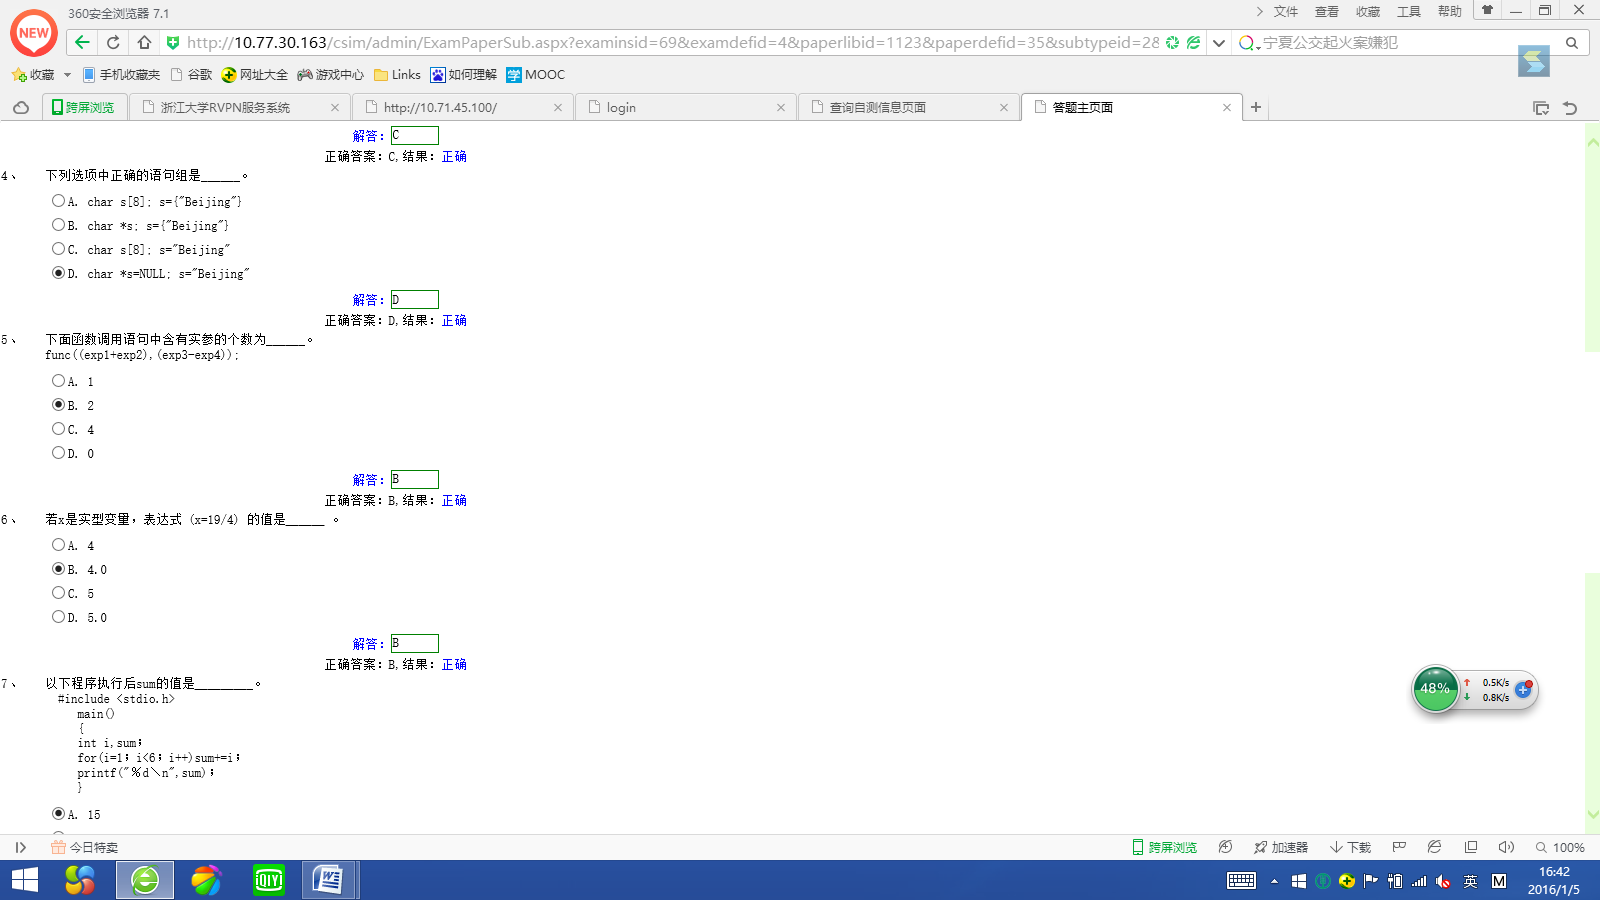 360安全浏览器 7.1
文件 查看 收藏 工具 帮助
NEW
http://10.77.30.163/csim/admin/ExamPaperSub.aspx?examinsid=69&examdefid=4&paperlibid=1123&paperdefid=35&subtypeid=28
宁夏公交起火案嫌犯
收藏 手机收藏夹 谷歌 网址大全 游戏中心 Links 如何理解 学 MOOC
跨屏浏览 浙江大学RVPN服务系统 http://10.71.45.100/ login 查询自测信息页面 答题主页面
解答：C
正确答案：C,结果：正确
4、 下列选项中正确的语句组是______。
A. char s[8]; s={"Beijing"}
B. char *s; s={"Beijing"}
C. char s[8]; s="Beijing"
D. char *s=NULL; s="Beijing"
解答：D
正确答案：D,结果：正确
5、 下面函数调用语句中含有实参的个数为______。
func((exp1+exp2),(exp3-exp4));
A. 1
B. 2
C. 4
D. 0
解答：B
正确答案：B,结果：正确
6、 若x是实型变量，表达式 (x=19/4) 的值是______ 。
A. 4
B. 4.0
C. 5
D. 5.0
解答：B
正确答案：B,结果：正确
7、 以下程序执行后sum的值是_________。
#include <stdio.h>
main()
{
int i,sum；
for(i=1；i<6；i++)sum+=i；
printf("％d＼n",sum)；
}
A. 15
48% 0.5K/s
0.8K/s
今日特卖 跨屏浏览 加速器 下载 100%
iQIYI
英 M
16:42
2016/1/5